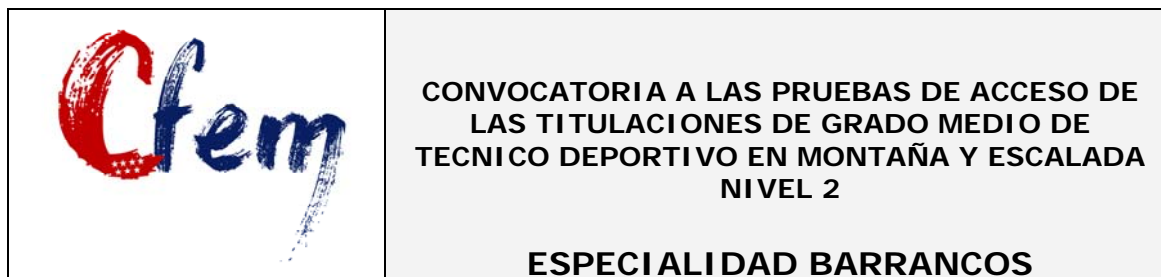 Cfem
CONVOCATORIA A LAS PRUEBAS DE ACCESO DE
LAS TITULACIONES DE GRADO MEDIO DE
TECNICO DEPORTIVO EN MONTAÑA Y ESCALADA
NIVEL 2
ESPECIALIDAD BARRANCOS